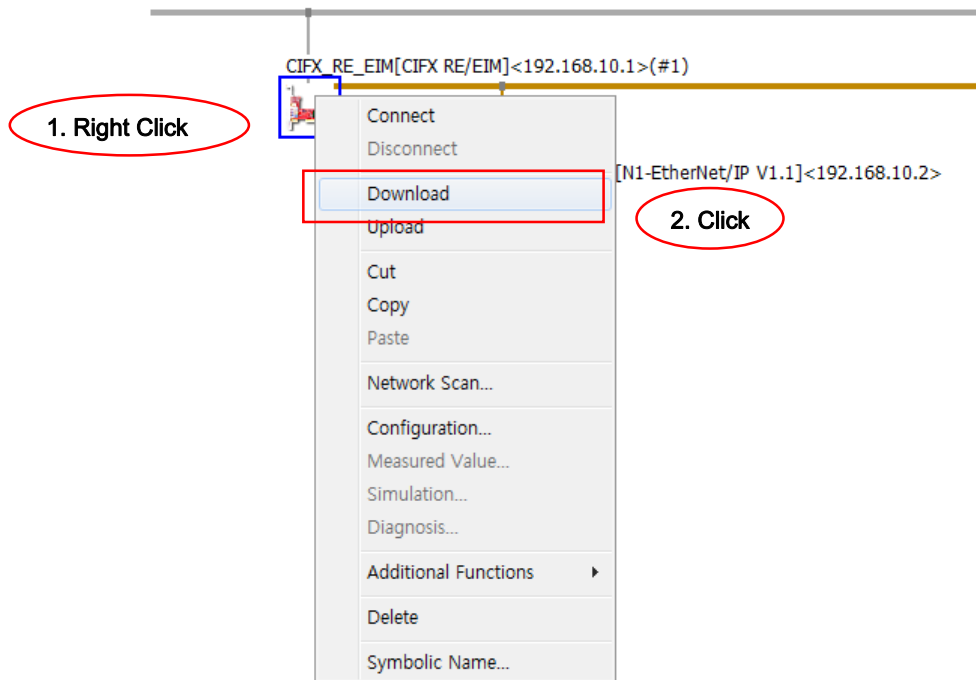 CIFX_RE_EIM[CIFX RE/EIM]<192.168.10.1>(#1)
1. Right Click
Connect
Disconnect
[N1-EtherNet/IP V1.1]<192.168.10.2>
Download
2. Click
Upload
Cut
Copy
Paste
Network Scan...
Configuration...
Measured Value...
Simulation...
Diagnosis...
Additional Functions
Delete
Symbolic Name...